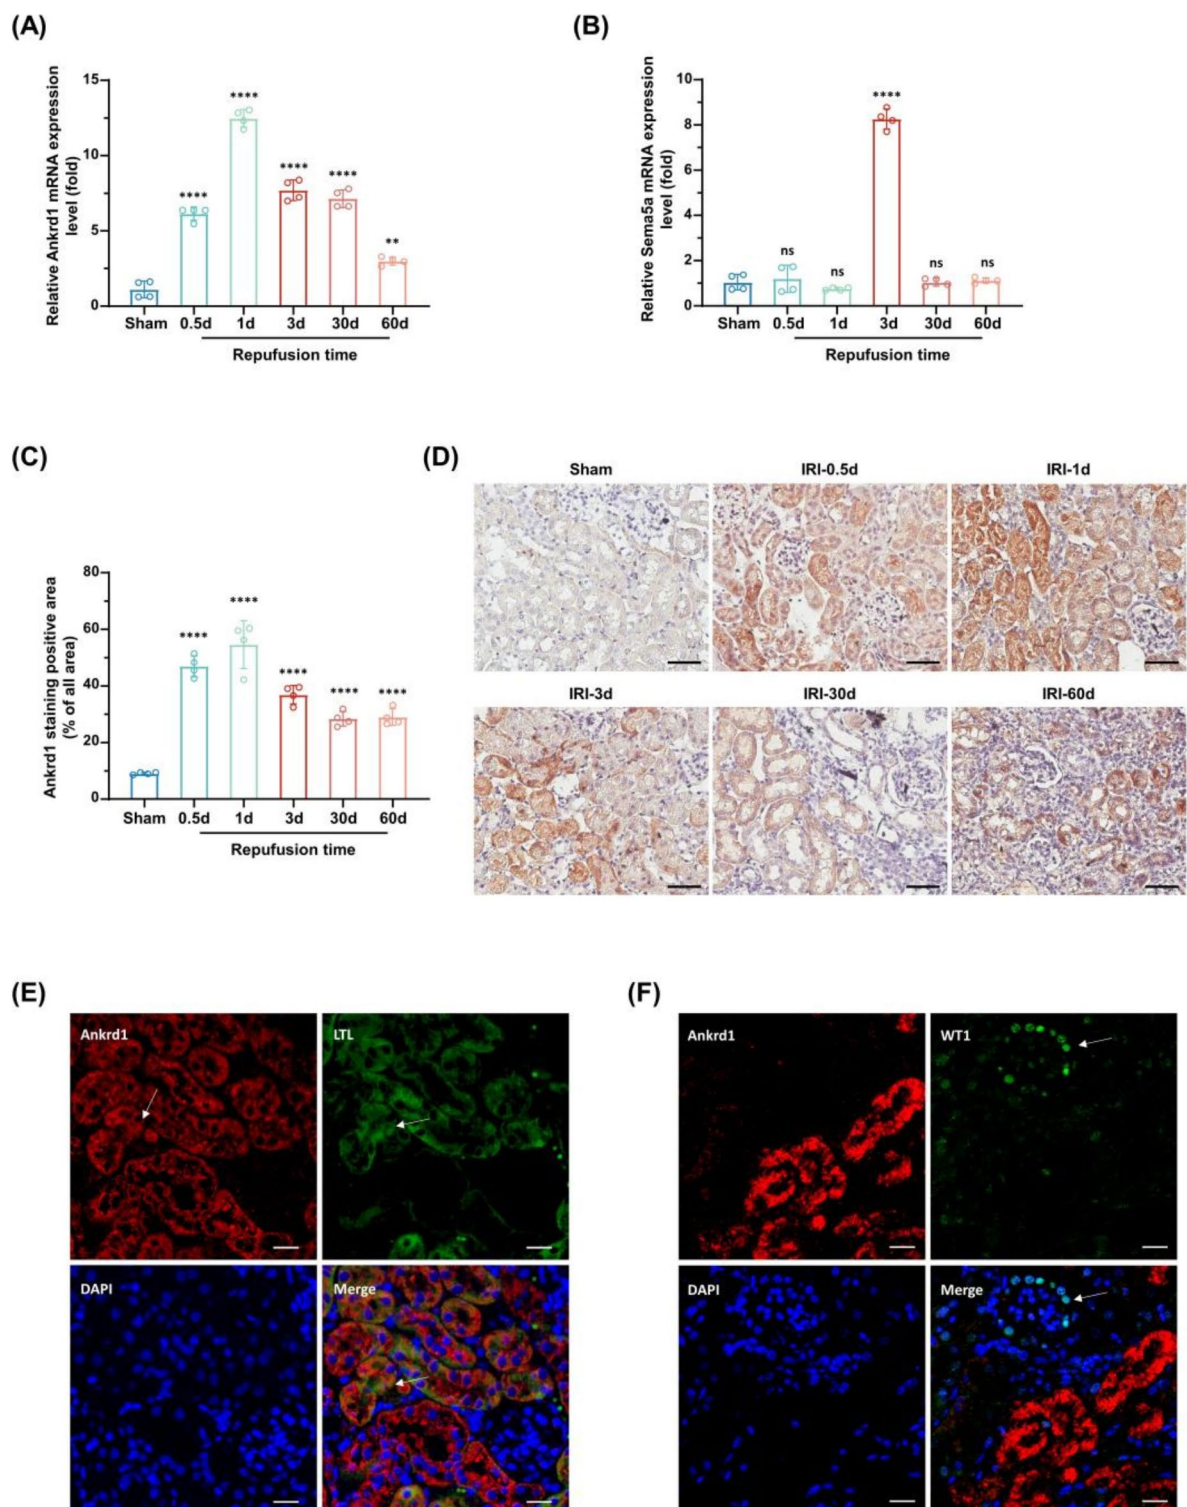 (A)
Relative Ankrd1 mRNA expression
level (fold)
15
10
5
0
****
****
****
****
**
Sham 0.5d 1d 3d 30d 60d
Repufusion time
(B)
Relative Sema5a mRNA expression
level (fold)
10
8
6
4
2
0
ns
ns
****
ns
ns
Sham 0.5d 1d 3d 30d 60d
Repufusion time
(C)
Ankrd1 staining positive area
(% of all area)
80
60
40
20
0
****
****
****
****
****
Sham 0.5d 1d 3d 30d 60d
Repufusion time
(D)
Sham IRI-0.5d IRI-1d
IRI-3d IRI-30d IRI-60d
(E)
Ankrd1 LTL
DAPI Merge
(F)
Ankrd1 WT1
DAPI Merge